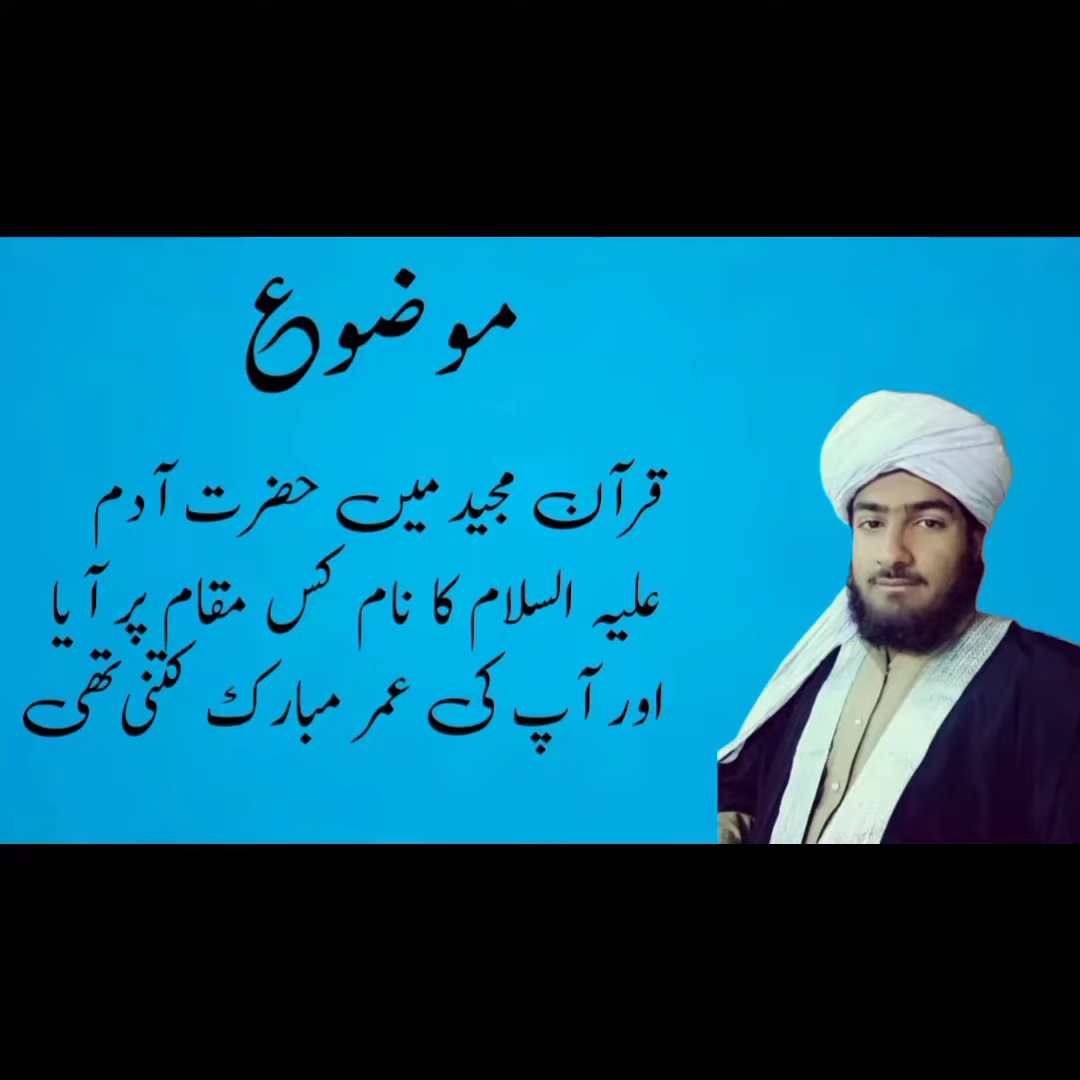 موضوع
قرآن مجید میں حضرت آدم
علیہ السلام کا نام کس مقام پر آیا
اور آپ کی عمر مبارک کتنی تھی